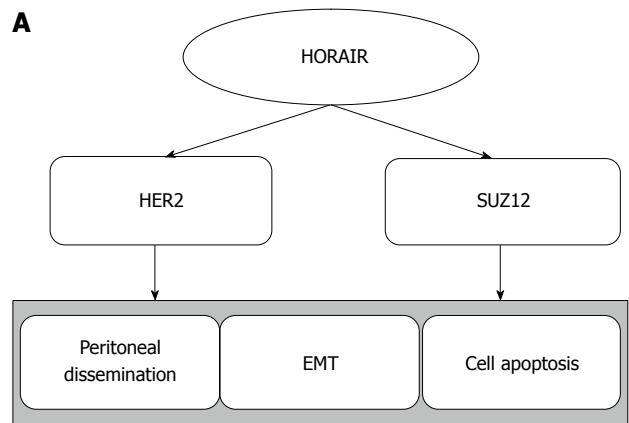 A
HORAIR
HER2
SUZ12
Peritoneal
dissemination
EMT
Cell apoptosis